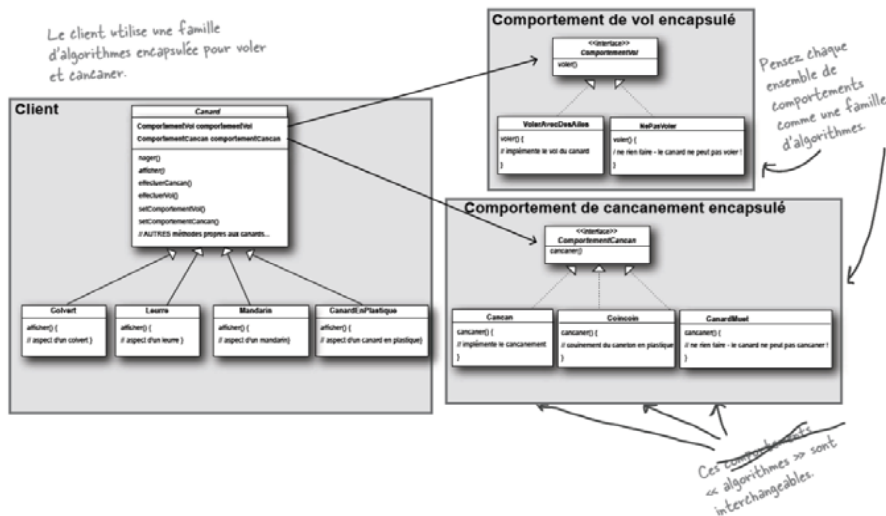 Le client utilise une famille
d'algorithmes encapsulée pour voler
et cancaner.
Client
Canard
ComportementVol comportementVol
ComportementCancan comportementCancan
nager()
afficher()
effectuerCancan()
effectuerVol()
setComportementVol()
setComportementCancan()
// AUTRES méthodes propres aux canards...
Colvert
afficher() {
// aspect d'un colvert }
Leurre
afficher() {
// aspect d'un leurre }
Mandarin
afficher() {
// aspect d'un mandarin}
CanardEnPlastique
afficher() {
// aspect d'un canard en plastique}
Comportement de vol encapsulé
<<interface>>
ComportementVol
voler()
VolerAvecDesAiles
voler() {
// implémente le vol du canard
}
NePasVoler
voler() {
/ ne rien faire - le canard ne peut pas voler !
}
Pensez chaque
ensemble de
comportements
comme une famille
d'algorithmes.
Comportement de cancanement encapsulé
<<interface>>
ComportementCancan
cancaner()
Cancan
cancaner() {
// implémente le cancanement
}
Coincoin
cancaner() {
// couinement du caneton en plastique
}
CanardMuet
cancaner() {
// ne rien faire - le canard ne peut pas cancaner !
}
Ces comportements
« algorithmes » sont
interchangeables.